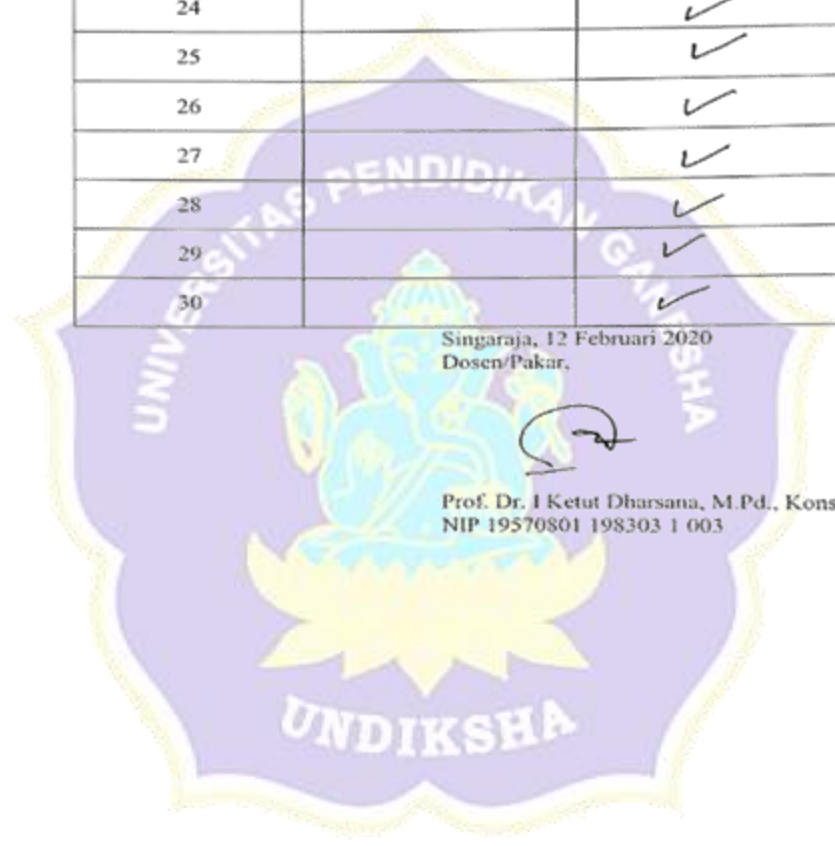 24 ✓
25 ✓
26 ✓
27 ✓
28 ✓
29 ✓
30 ✓
UNIVERSITAS PENDIDIKAN GANESHA
Singaraja, 12 Februari 2020
Dosen/Pakar,
Prof. Dr. I Ketut Dharsana, M.Pd., Kons
NIP 19570801 198303 1 003
UNDIKSHA